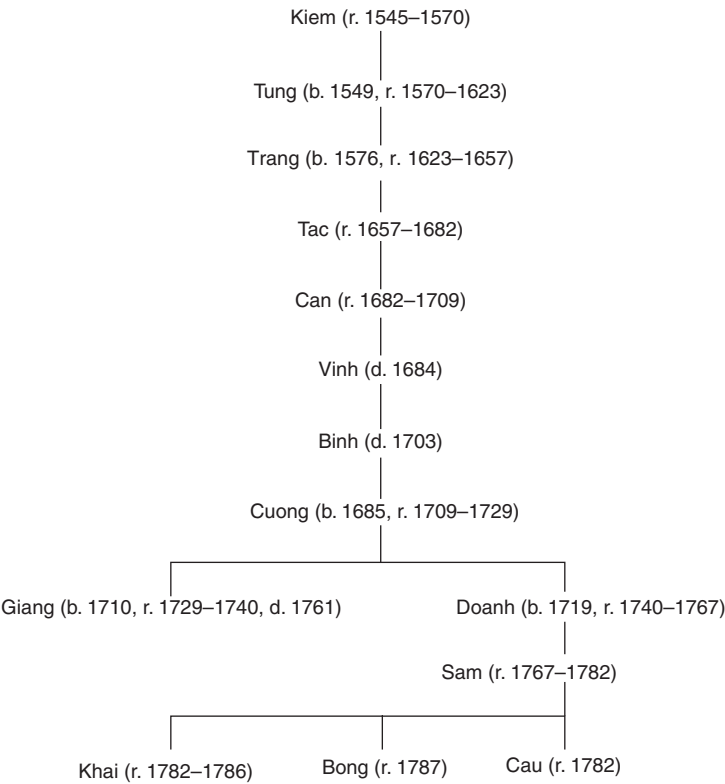 Kiem (r. 1545–1570)
Tung (b. 1549, r. 1570–1623)
Trang (b. 1576, r. 1623–1657)
Tac (r. 1657–1682)
Can (r. 1682–1709)
Vinh (d. 1684)
Binh (d. 1703)
Cuong (b. 1685, r. 1709–1729)
Giang (b. 1710, r. 1729–1740, d. 1761)
Doanh (b. 1719, r. 1740–1767)
Sam (r. 1767–1782)
Khai (r. 1782–1786)
Bong (r. 1787)
Cau (r. 1782)